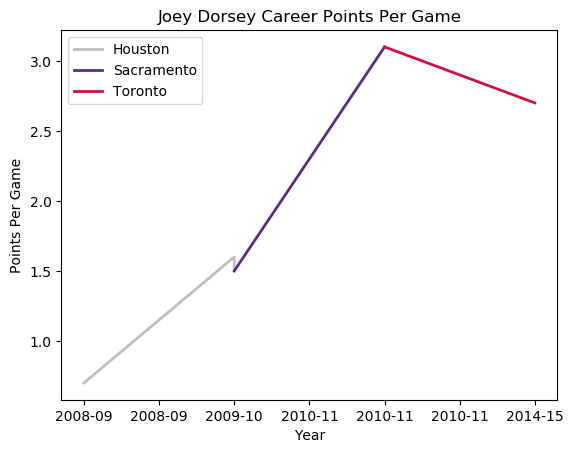 Joey Dorsey Career Points Per Game
Houston
Sacramento
Toronto
Points Per Game
3.0
2.5
2.0
1.5
1.0
2008-09 2008-09 2009-10 2010-11 2010-11 2010-11 2014-15
Year